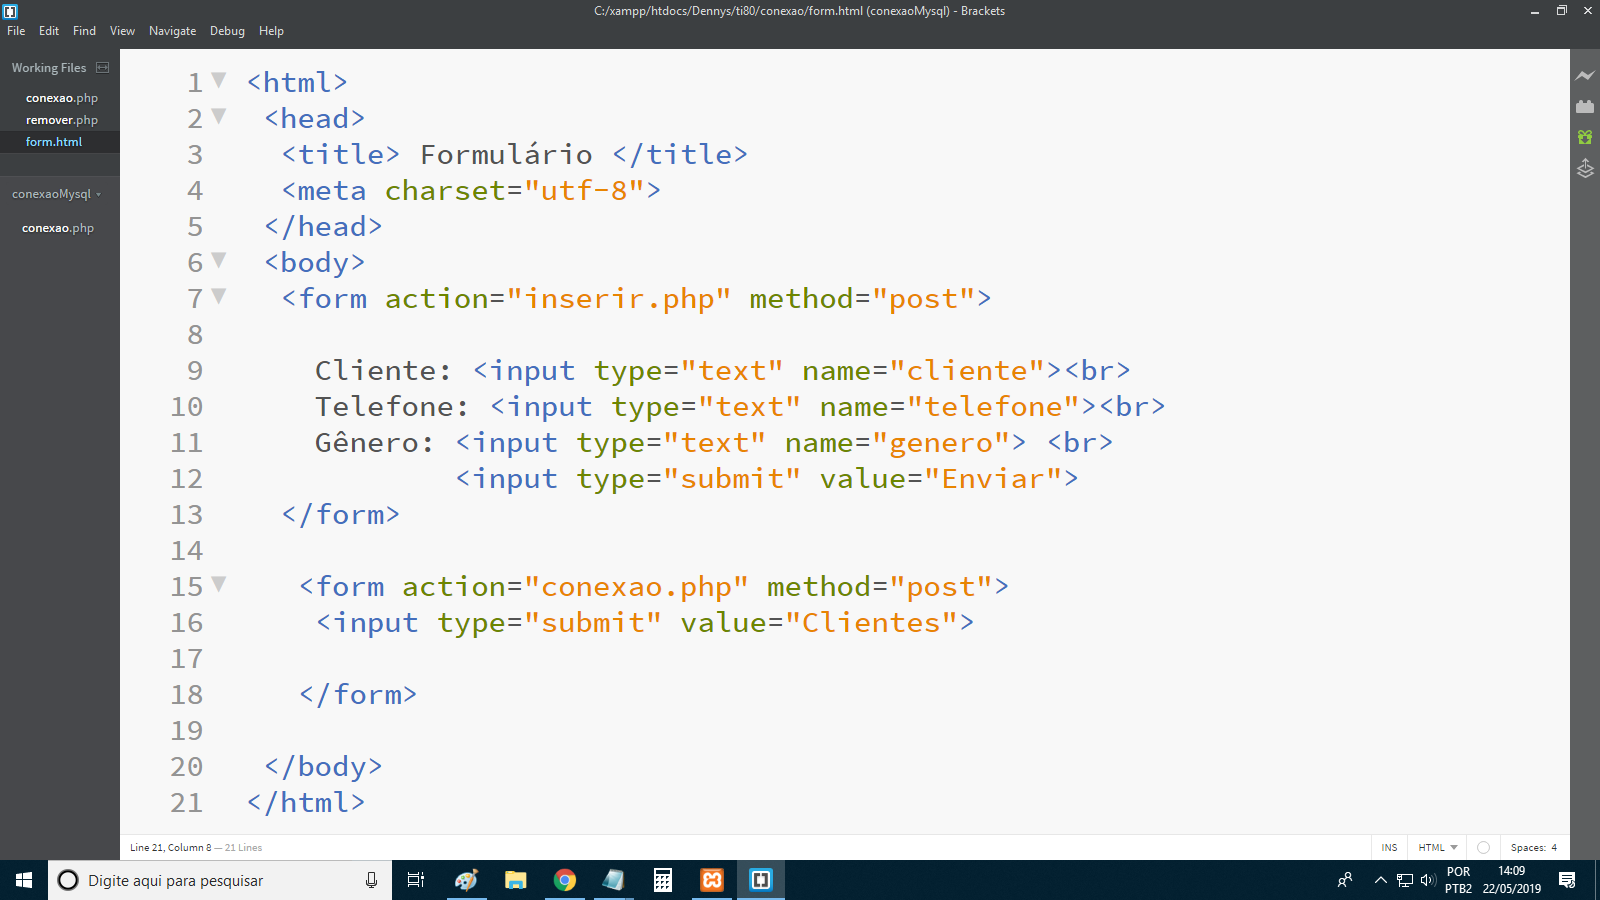 C:/xampp/htdocs/Dennys/ti80/conexao/form.html (conexaoMysql) - Brackets
File Edit Find View Navigate Debug Help
Working Files
conexao.php
remover.php
form.html
conexaoMysql
conexao.php
1 <html>
2 <head>
3 <title> Formulário </title>
4 <meta charset="utf-8">
5 </head>
6 <body>
7 <form action="inserir.php" method="post">
8
9 Cliente: <input type="text" name="cliente"><br>
10 Telefone: <input type="text" name="telefone"><br>
11 Gênero: <input type="text" name="genero"> <br>
12 <input type="submit" value="Enviar">
13 </form>
14
15 <form action="conexao.php" method="post">
16 <input type="submit" value="Clientes">
17
18 </form>
19
20 </body>
21 </html>
Line 21, Column 8 — 21 Lines
INS HTML Spaces: 4
Digite aqui para pesquisar
POR
PTB2
14:09
22/05/2019